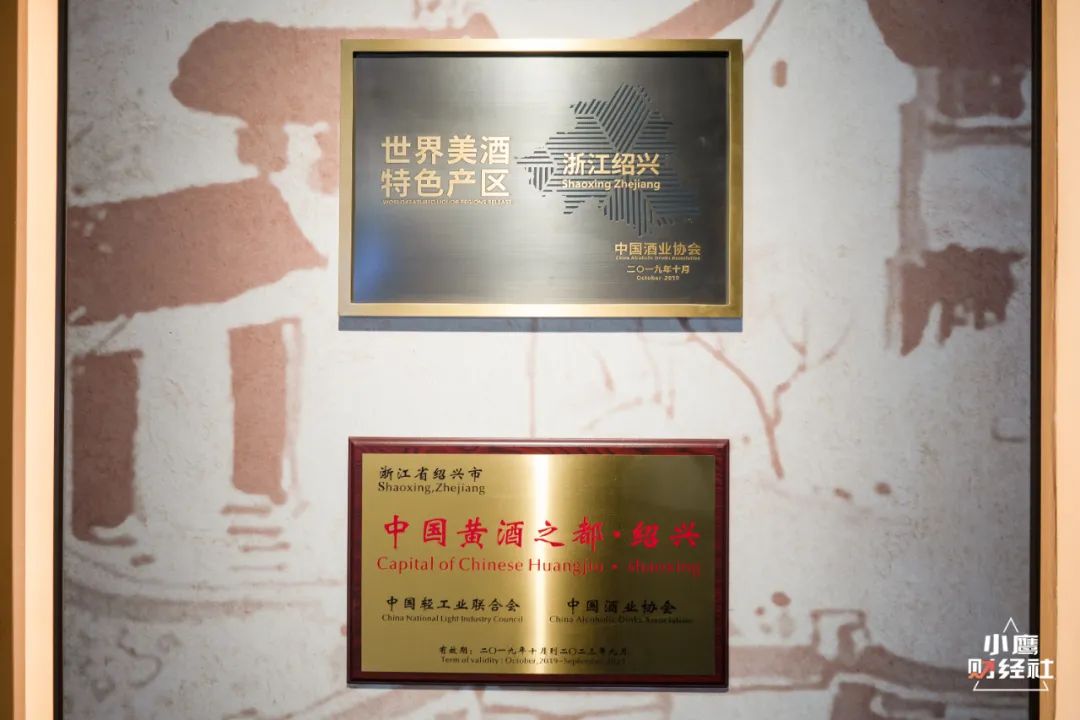 世界美酒
特色产区
浙江绍兴
Shaoxing Zhejiang
中国酒业协会
China Alcoholic Drinks Association
二〇一九年十月
October·2019
浙江省绍兴市
Shaoxing,Zhejiang
中国黄酒之都·绍兴
Capital of Chinese Huangjiu · shaoxing
中国轻工业联合会
China National Light Industry Council
中国酒业协会
China Alcoholic Drinks Association
有效期：二〇一九年十月到二〇二三年九月
Term of validity : October,2019-September,2023
小鹰
财经社